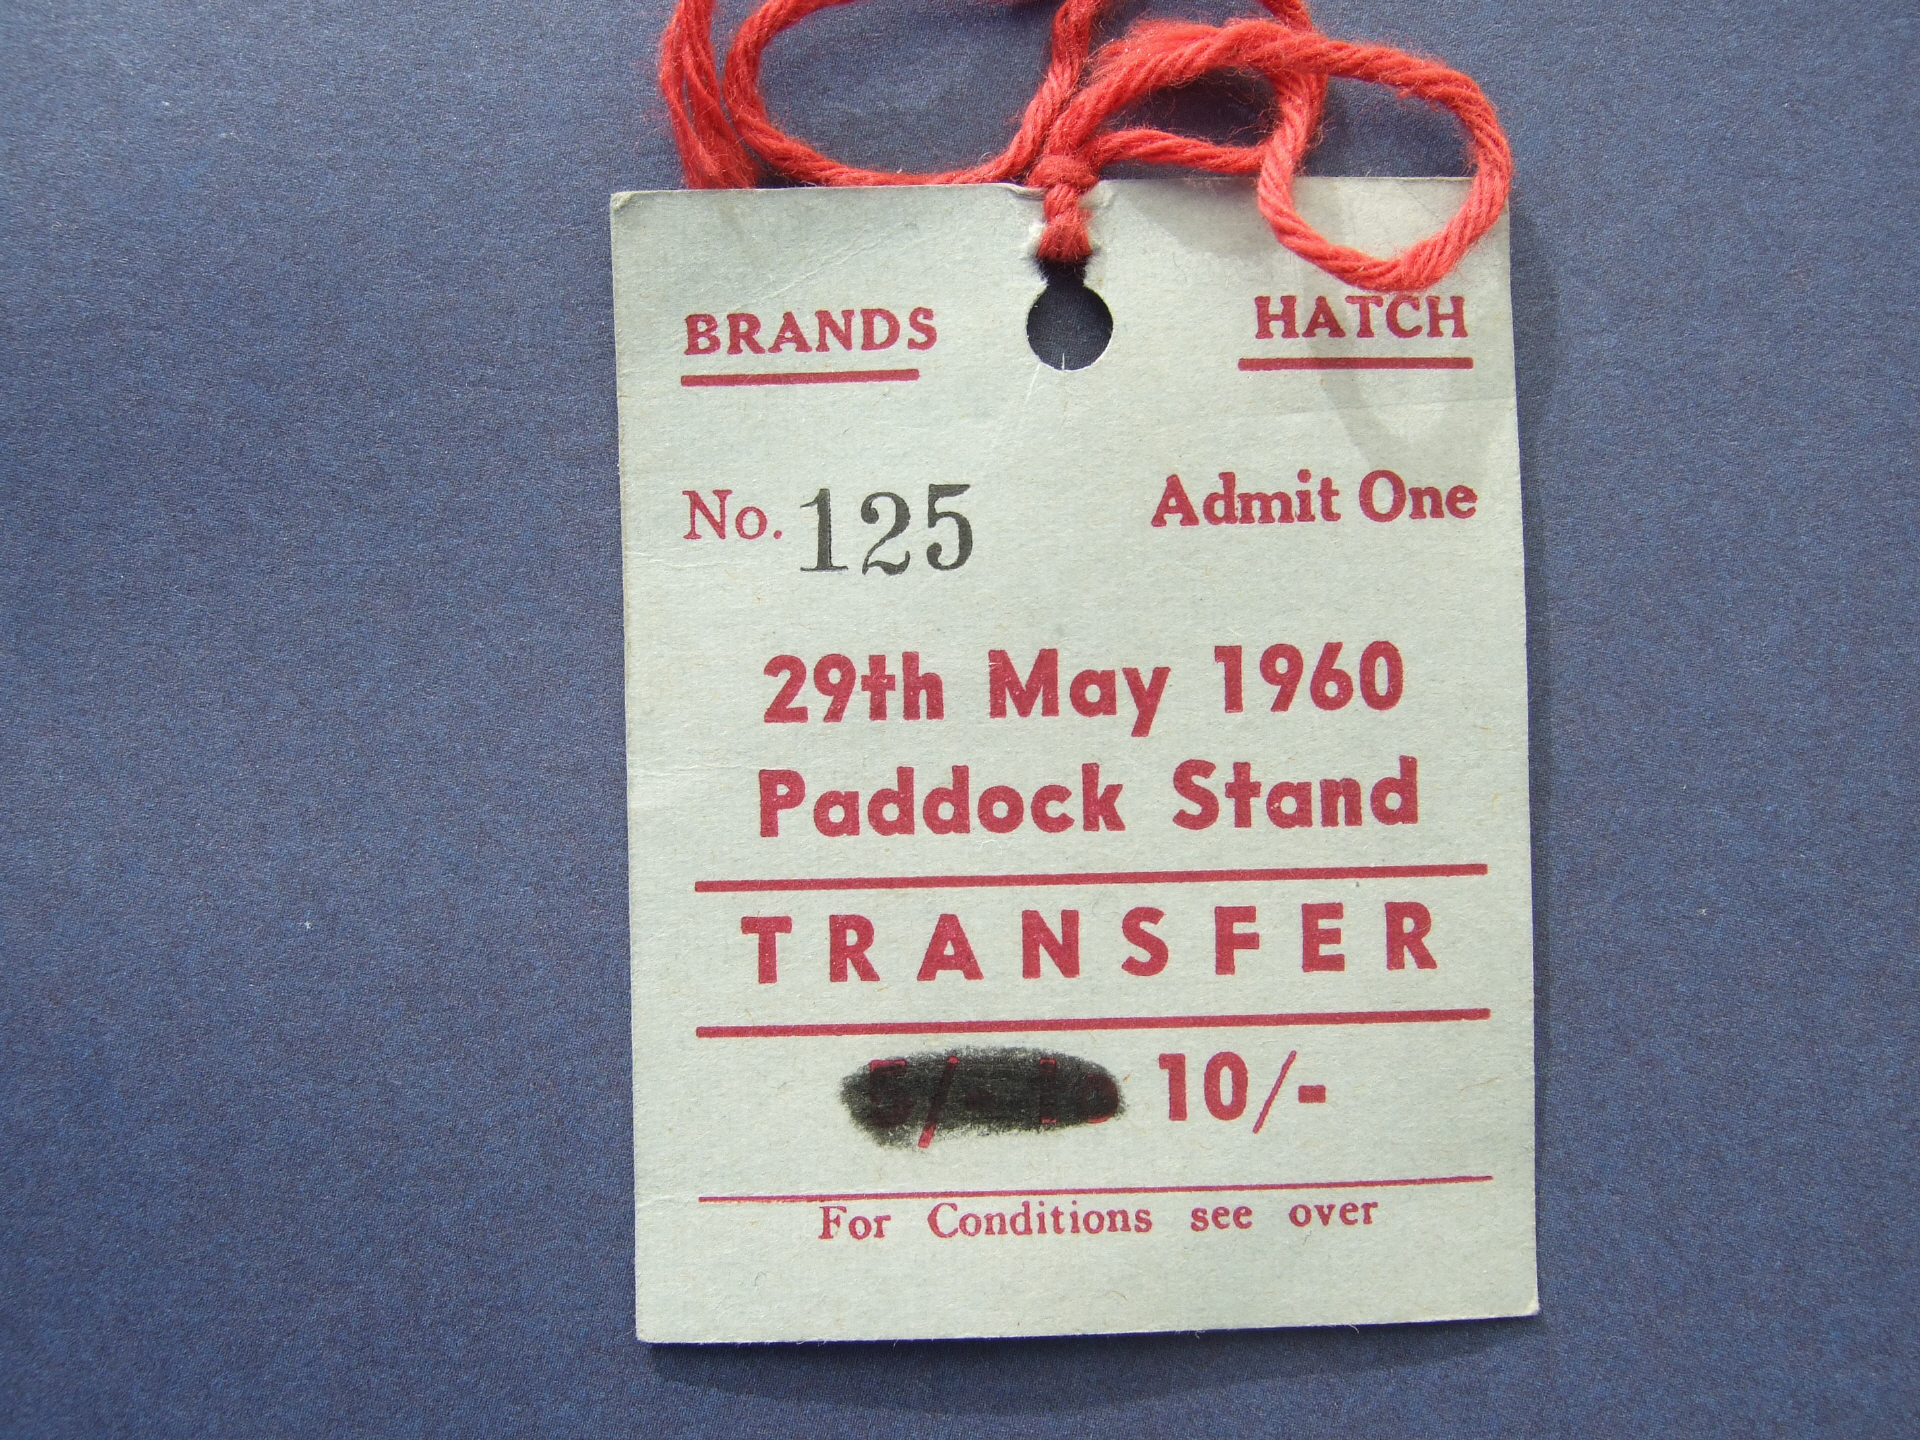 BRANDS HATCH
No. 125 Admit One
29th May 1960
Paddock Stand
TRANSFER
10/-
For Conditions see over